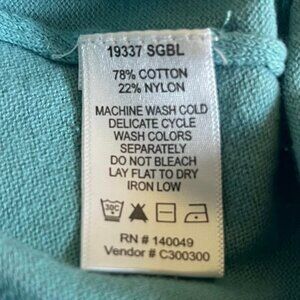 19337 SGBL
78% COTTON
22% NYLON
MACHINE WASH COLD
DELICATE CYCLE
WASH COLORS
SEPARATELY
DO NOT BLEACH
LAY FLAT TO DRY
IRON LOW
30C
RN # 140049
Vendor # C300300